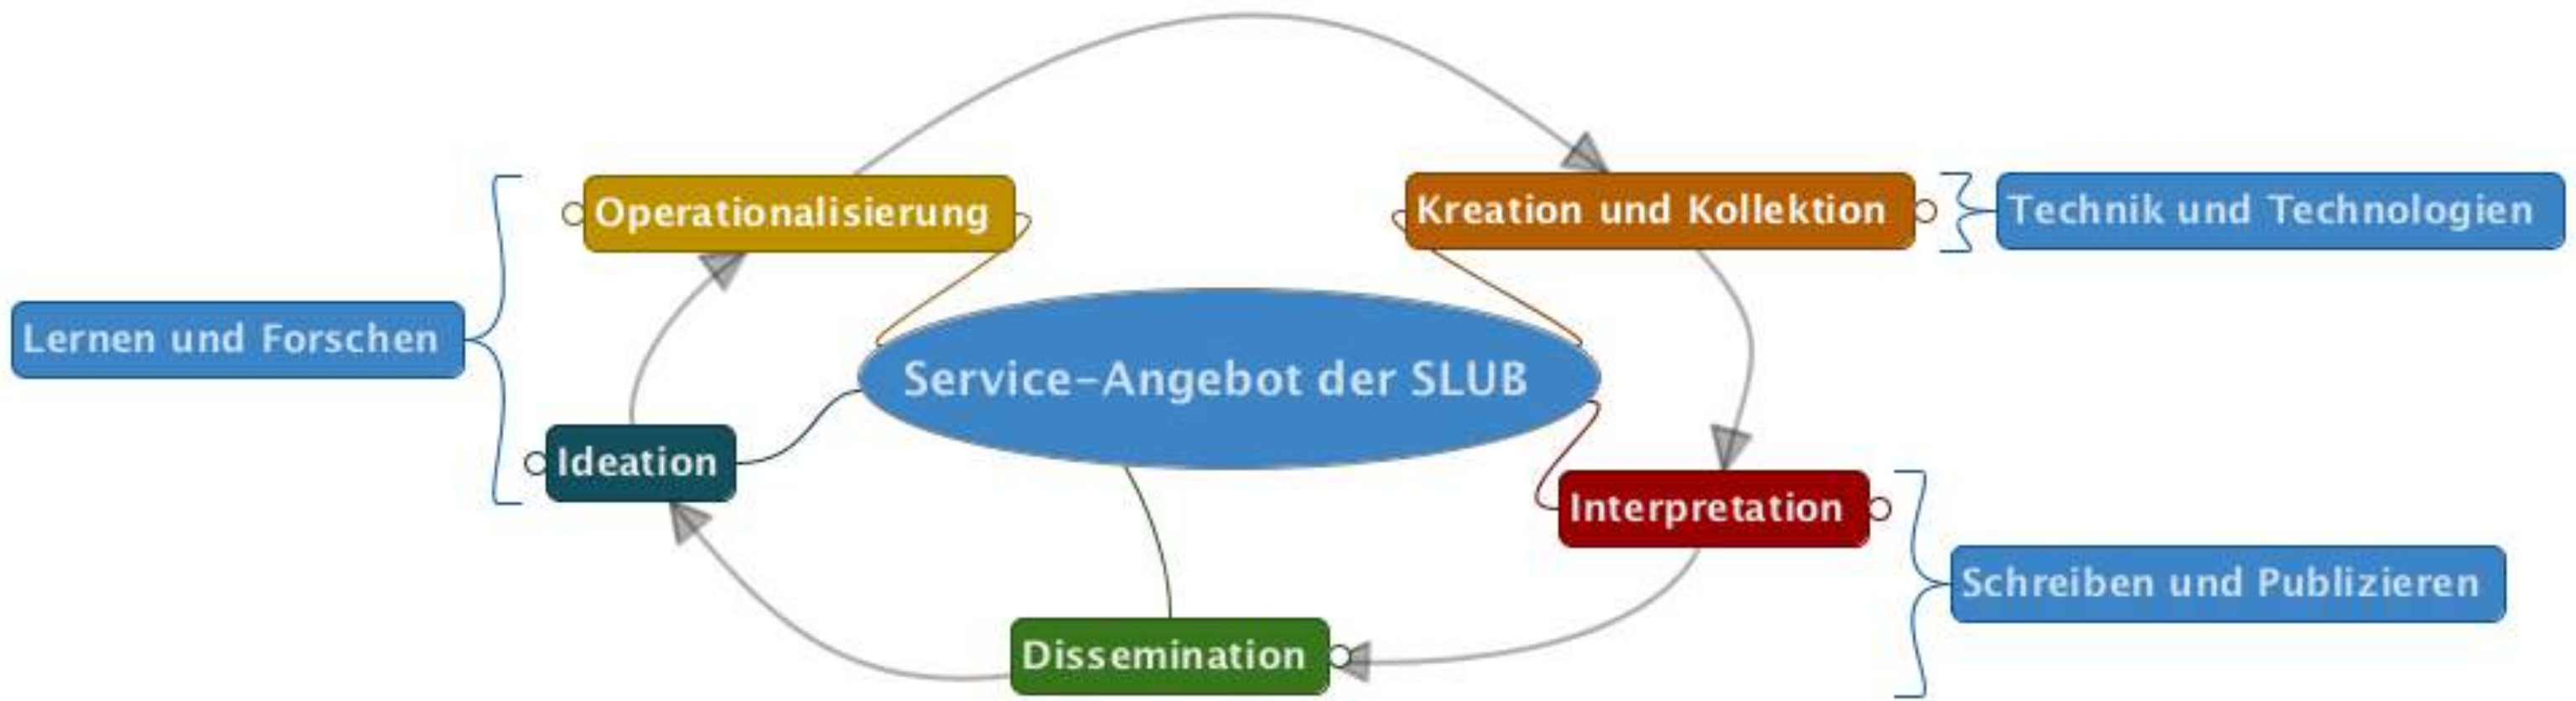 Operationalisierung
Kreation und Kollektion
Technik und Technologien
Lernen und Forschen
Service-Angebot der SLUB
Ideation
Interpretation
Schreiben und Publizieren
Dissemination